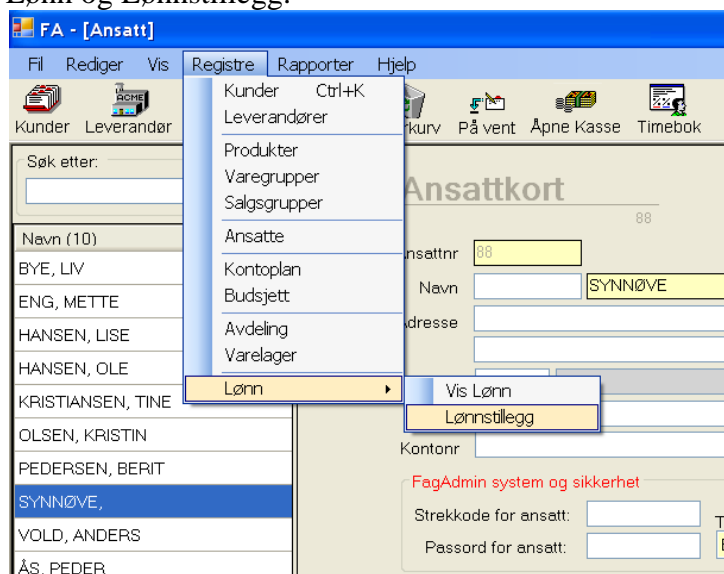 Lønn og Lønnstillegg.
FA - [Ansatt]
Fil Rediger Vis Registre Rapporter Hjelp
Kunder Leverandør På vent Åpne Kasse Timebok
Kunder Ctrl+K
Leverandører
Produkter
Varegrupper
Salgsgrupper
Ansatte
Kontoplan
Budsjett
Avdeling
Varelager
Lønn
Vis Lønn
Lønnstillegg
Søk etter:
Navn (10)
BYE, LIV
ENG, METTE
HANSEN, LISE
HANSEN, OLE
KRISTIANSEN, TINE
OLSEN, KRISTIN
PEDERSEN, BERIT
SYNNØVE,
VOLD, ANDERS
ÅS, PEDER
ACME
Ansattkort
88
88
Navn SYNNØVE
Kontonr
FagAdmin system og sikkerhet
Strekkode for ansatt:
Passord for ansatt: